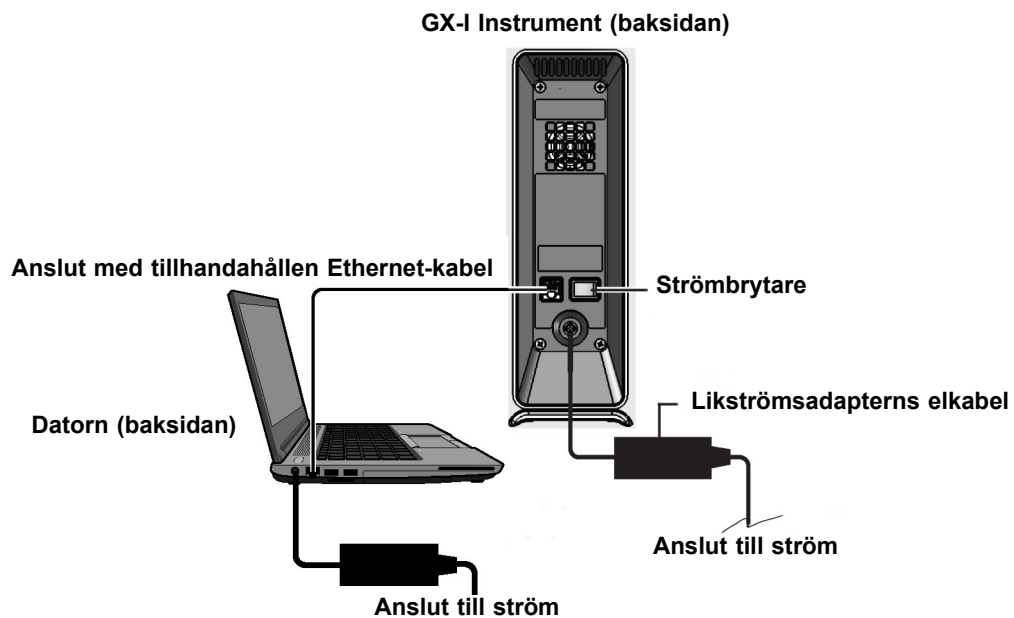 GX-I Instrument (baksidan)
Anslut med tillhandahållen Ethernet-kabel
Strömbrytare
Likströmsadapterns elkabel
Datorn (baksidan)
Anslut till ström
Anslut till ström